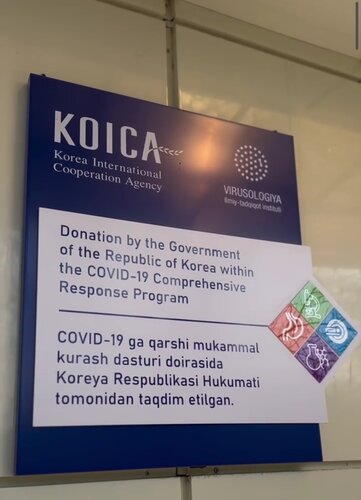 KOICA
Korea International
Cooperation Agency
VIRUSOLOGIYA
ilmiy-tadqiqot instituti
Donation by the Government
of the Republic of Korea within
the COVID-19 Comprehensive
Response Program
COVID-19 ga qarshi mukammal
kurash dasturi doirasida
Koreya Respublikasi Hukumati
tomonidan taqdim etilgan.